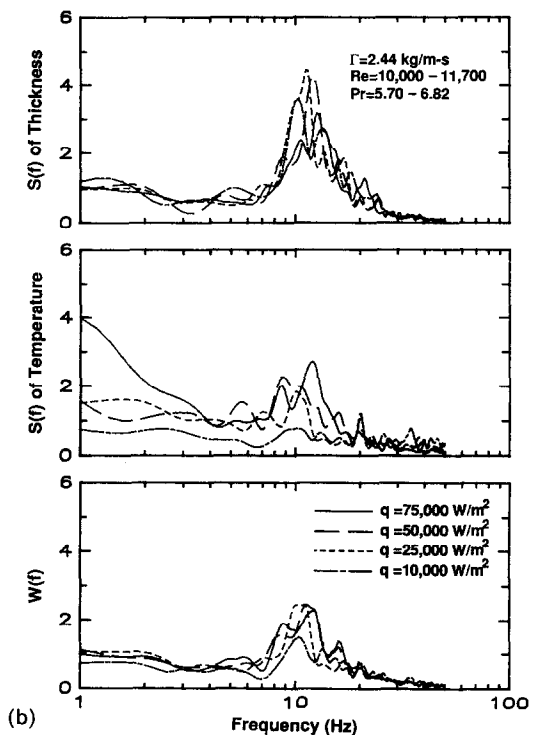 6
4
2
0
S(f) of Thickness
Γ=2.44 kg/m-s
Re=10,000 – 11,700
Pr=5.70 – 6.82
6
4
2
0
S(f) of Temperature
6
4
2
0
W(f)
q =75,000 W/m²
q =50,000 W/m²
q =25,000 W/m²
q =10,000 W/m²
1
10
100
Frequency (Hz)
(b)